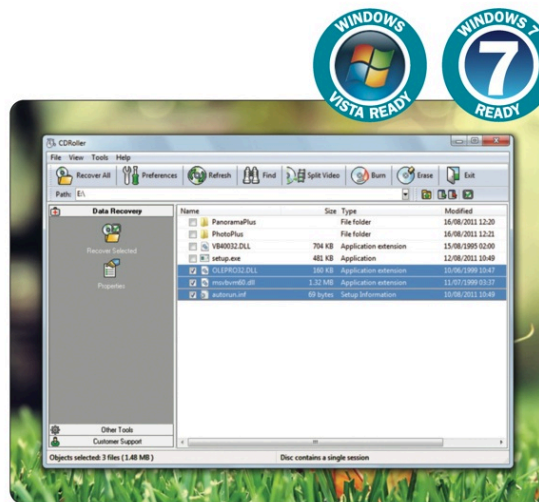 WINDOWS VISTA READY
WINDOWS 7 READY
7
CDRoller
File View Tools Help
Recover All Preferences Refresh Find Split Video Burn Erase Exit
Path: E:\
Data Recovery Name Size Type Modified
PanoramaPlus File folder 16/08/2011 12:20
PhotoPlus File folder 16/08/2011 12:21
VB40032.DLL 704 KB Application extension 15/08/1995 02:00
setup.exe 481 KB Application 12/08/2011 10:49
OLEPRO32.DLL 160 KB Application extension 10/08/1999 10:47
msvbvm60.dll 1.32 MB Application extension 11/07/1999 03:37
autorun.inf 69 bytes Setup Information 10/08/2011 10:49
Recover Selected
Properties
Other Tools
Customer Support
Objects selected: 3 files ( 1.48 MB ) Disc contains a single session